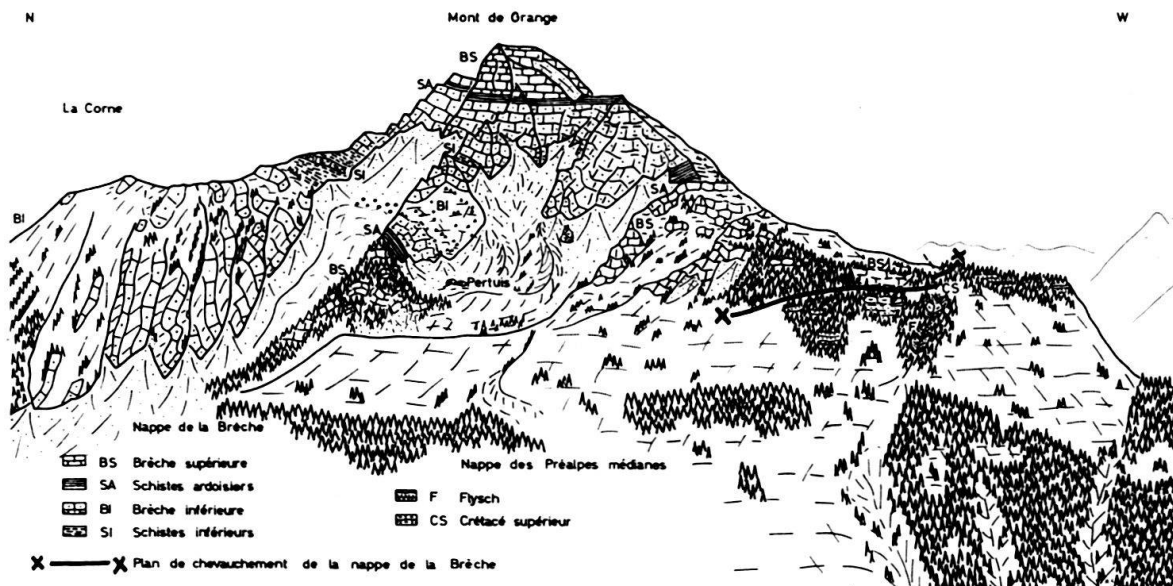 N
Mont de Grange
W
BS
SA
La Corne
SI
SI
BI
BI
SA
SA
BS
BS
BS
Pertuis
CS
F
Nappe de la Brèche
BS Brèche supérieure
SA Schistes ardoisiers
BI Brèche inférieure
SI Schistes inférieurs
Nappe des Préalpes médianes
F Flysch
CS Crétacé supérieur
X X Plan de chevauchement de la nappe de la Brèche